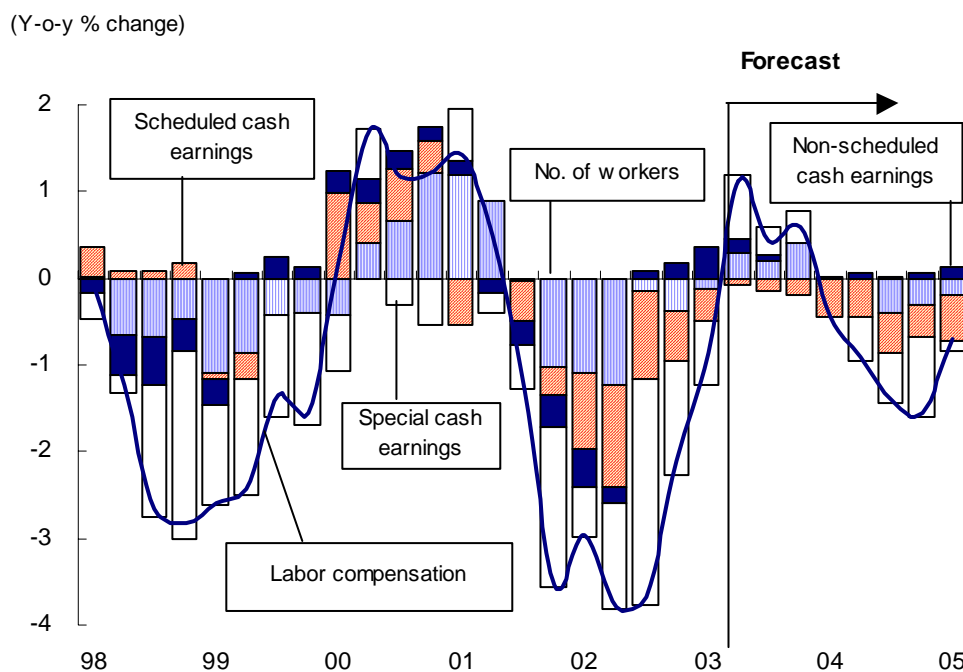 (Y-o-y % change)
Forecast
2
Scheduled cash
earnings
No. of workers
Non-scheduled
cash earnings
1
0
-1
Special cash
earnings
-2
-3
Labor compensation
-4
98 99 00 01 02 03 04 05